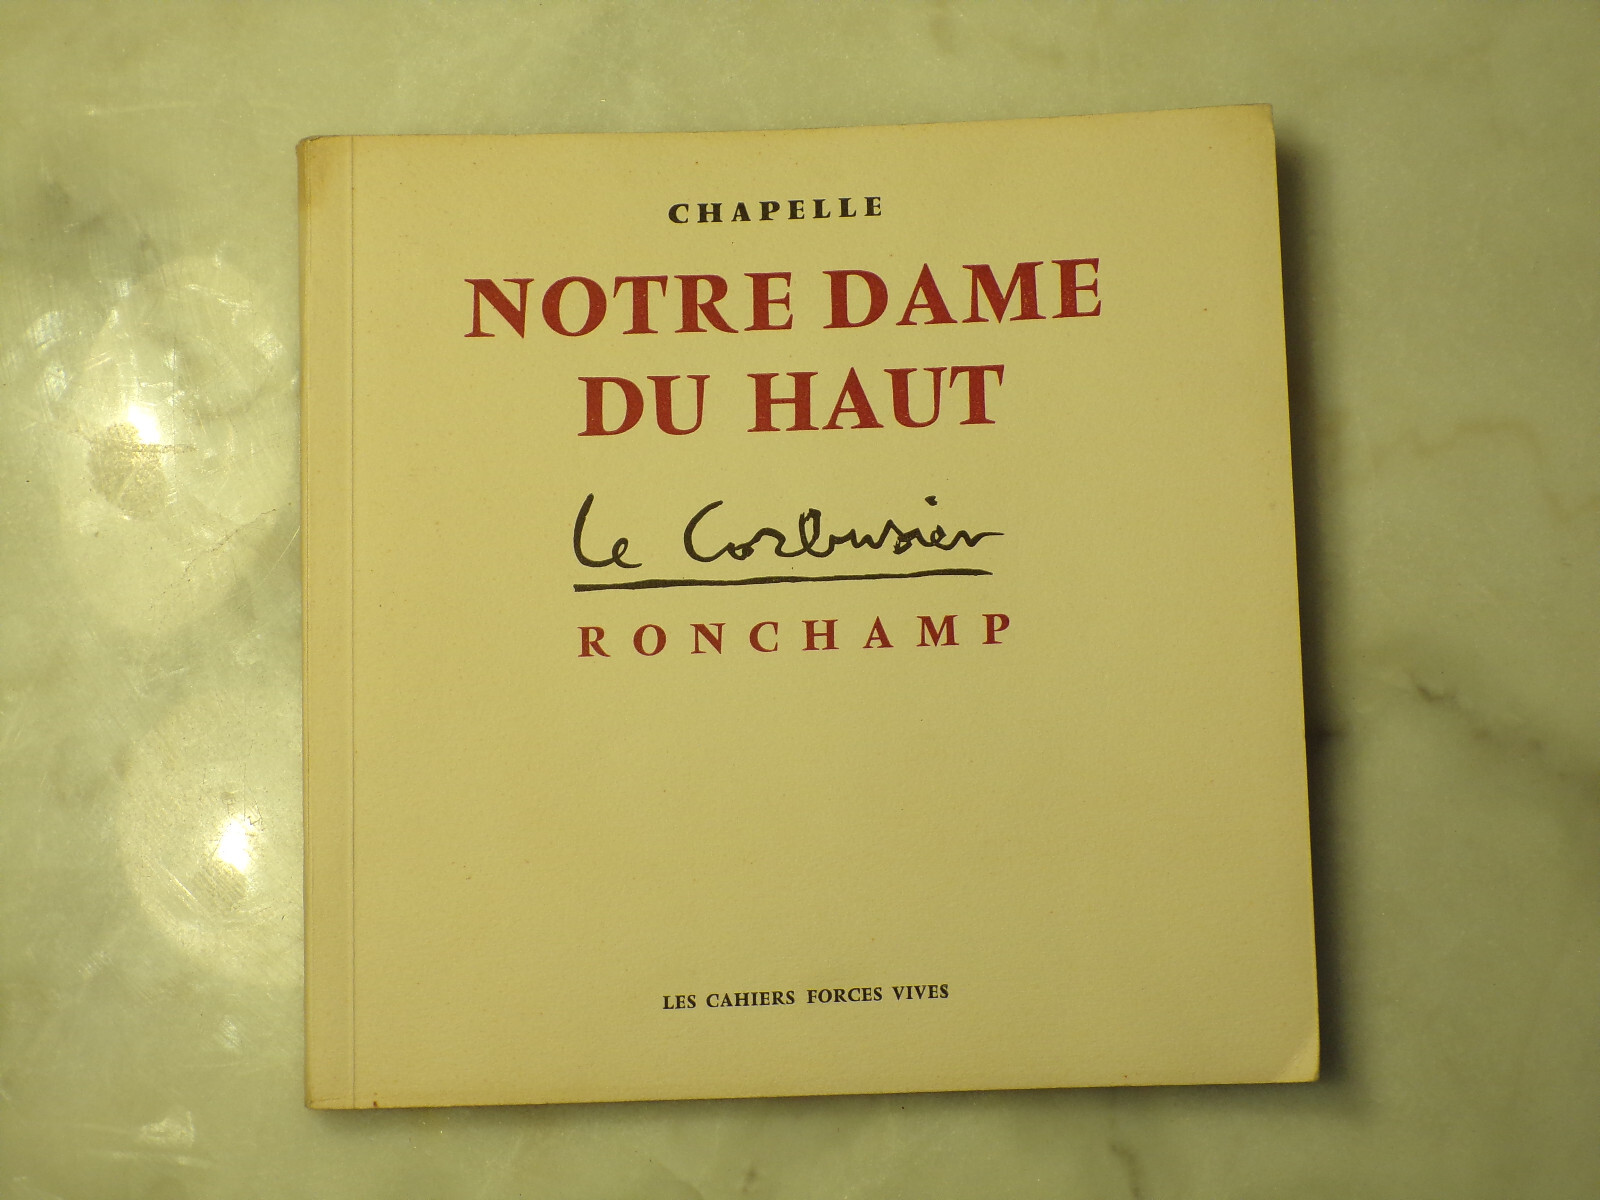 CHAPELLE
NOTRE DAME
DU HAUT
Le Corbusier
RONCHAMP
LES CAHIERS FORCES VIVES